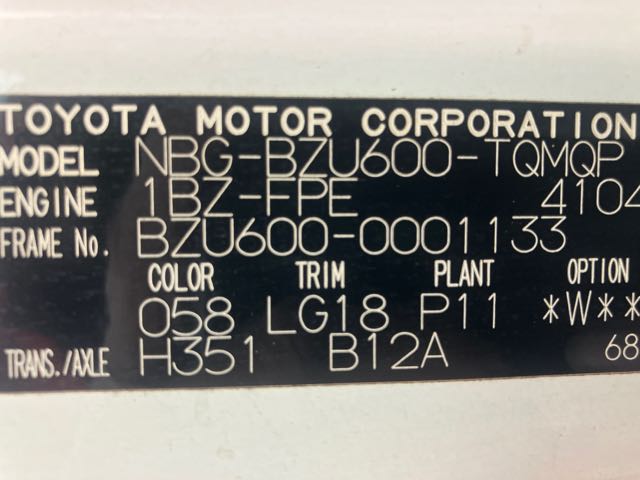 TOYOTA MOTOR CORPORATION
MODEL NBG-BZU600-TQMQP
ENGINE 1BZ-FPE 4104
FRAME No. BZU600-0001133
COLOR TRIM PLANT OPTION
058 LG18 P11 *W**
TRANS./AXLE H351 B12A 68